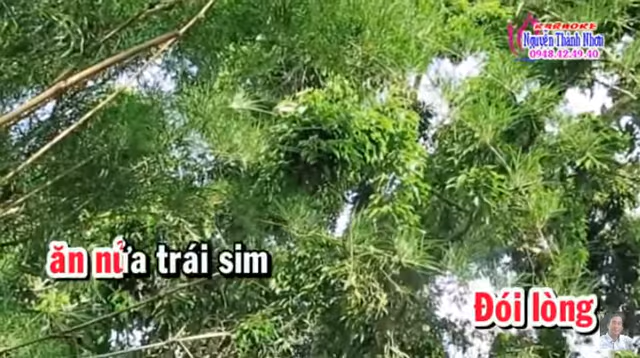 KARAOKE
Nguyễn Thành Nhơn
0948.42.49.40
ăn nửa trái sim
Đói lòng